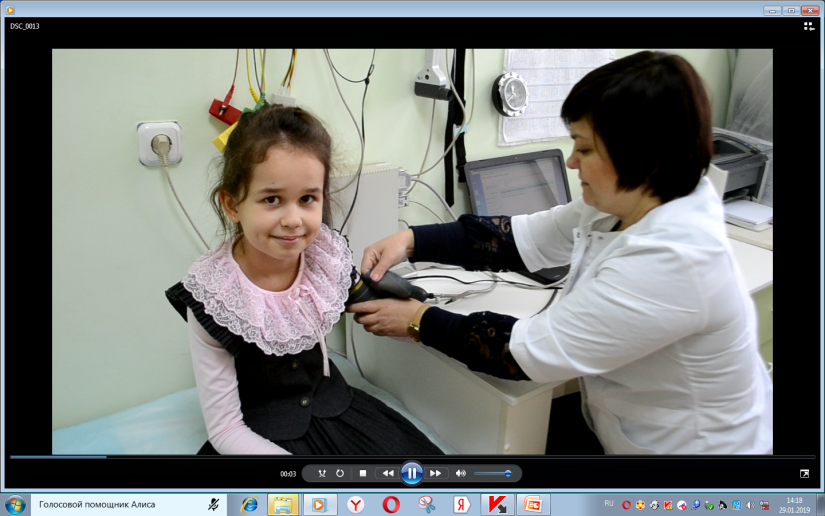 DSC_0013
00:03
Голосовой помощник Алиса
RU
14:18
29.01.2019